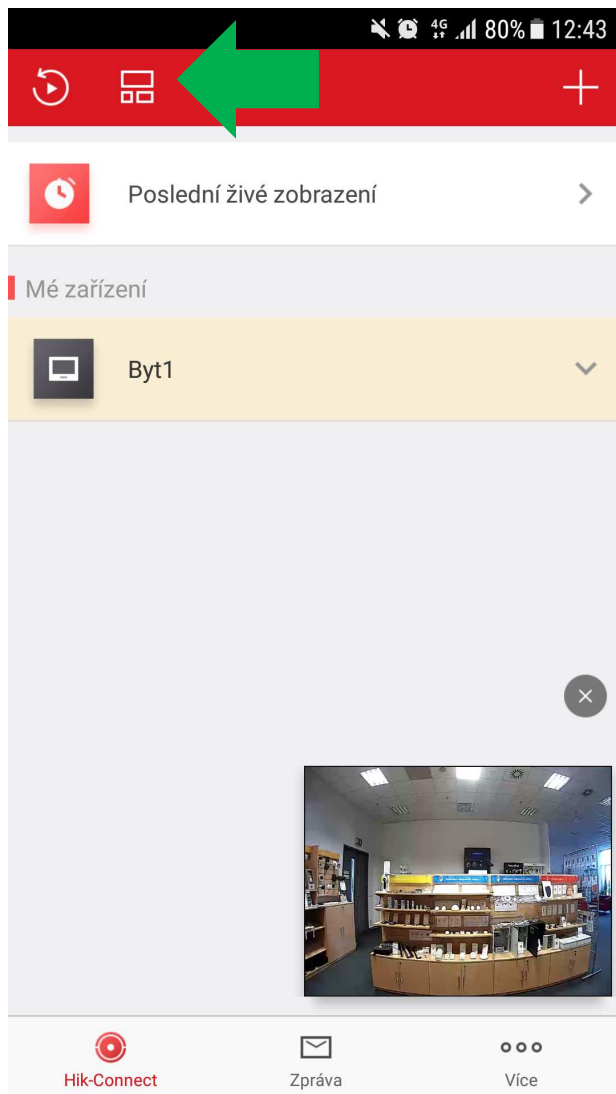 4G 80% 12:43
Poslední živé zobrazení
Mé zařízení
Byt1
Hik-Connect Zpráva Více